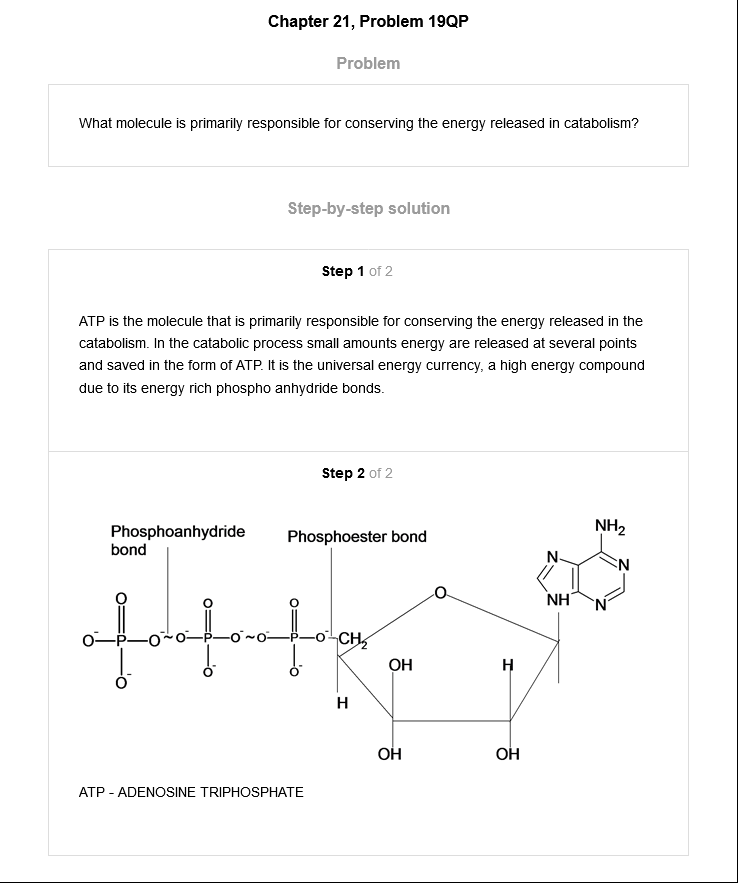 Chapter 21, Problem 19QP
Problem
What molecule is primarily responsible for conserving the energy released in catabolism?
Step-by-step solution
Step 1 of 2
ATP is the molecule that is primarily responsible for conserving the energy released in the
catabolism. In the catabolic process small amounts energy are released at several points
and saved in the form of ATP. It is the universal energy currency, a high energy compound
due to its energy rich phospho anhydride bonds.
Step 2 of 2
Phosphoanhydride
bond
Phosphoester bond
NH₂
N
N
NH
N
O
O
O
O
O⁻—P—O⁻~O⁻—P—O⁻~O⁻—P—O⁻—CH₂
O⁻
O⁻
O⁻
OH
H
H
OH
OH
ATP - ADENOSINE TRIPHOSPHATE